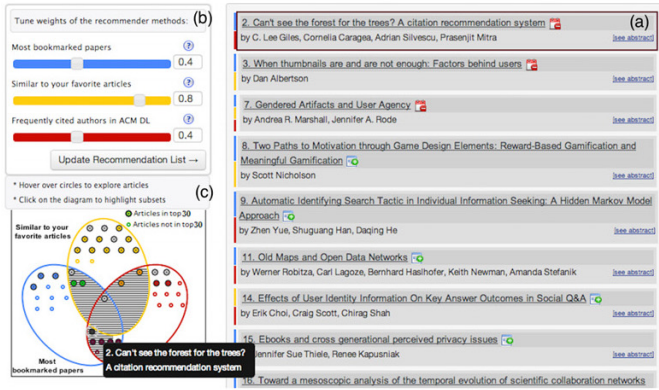 (b)
Tune weights of the recommender methods:
Most bookmarked papers ?
0.4
Similar to your favorite articles ?
0.8
Frequently cited authors in ACM DL ?
0.4
Update Recommendation List →
* Hover over circles to explore articles
* Click on the diagram to highlight subsets
(c)
Articles in top30
Articles not in top30
Similar to your
favorite articles
Most
bookmarked papers
2. Can't see the forest for the trees?
A citation recommendation system
(a)
2. Can't see the forest for the trees? A citation recommendation system
by C. Lee Giles, Cornelia Caragea, Adrian Silvescu, Prasenjit Mitra [see abstract]
3. When thumbnails are and are not enough: Factors behind users
by Dan Albertson [see abstract]
7. Gendered Artifacts and User Agency
by Andrea R. Marshall, Jennifer A. Rode [see abstract]
8. Two Paths to Motivation through Game Design Elements: Reward-Based Gamification and
Meaningful Gamification
by Scott Nicholson [see abstract]
9. Automatic Identifying Search Tactic in Individual Information Seeking: A Hidden Markov Model
Approach
by Zhen Yue, Shuguang Han, Daqing He [see abstract]
11. Old Maps and Open Data Networks
by Werner Robitza, Carl Lagoze, Bernhard Haslhofer, Keith Newman, Amanda Stefanik [see abstract]
14. Effects of User Identity Information On Key Answer Outcomes in Social Q&A
by Erik Choi, Craig Scott, Chirag Shah [see abstract]
15. Ebooks and cross generational perceived privacy issues
Jennifer Sue Thiele, Renee Kapusniak [see abstract]
16. Toward a mesoscopic analysis of the temporal evolution of scientific collaboration networks